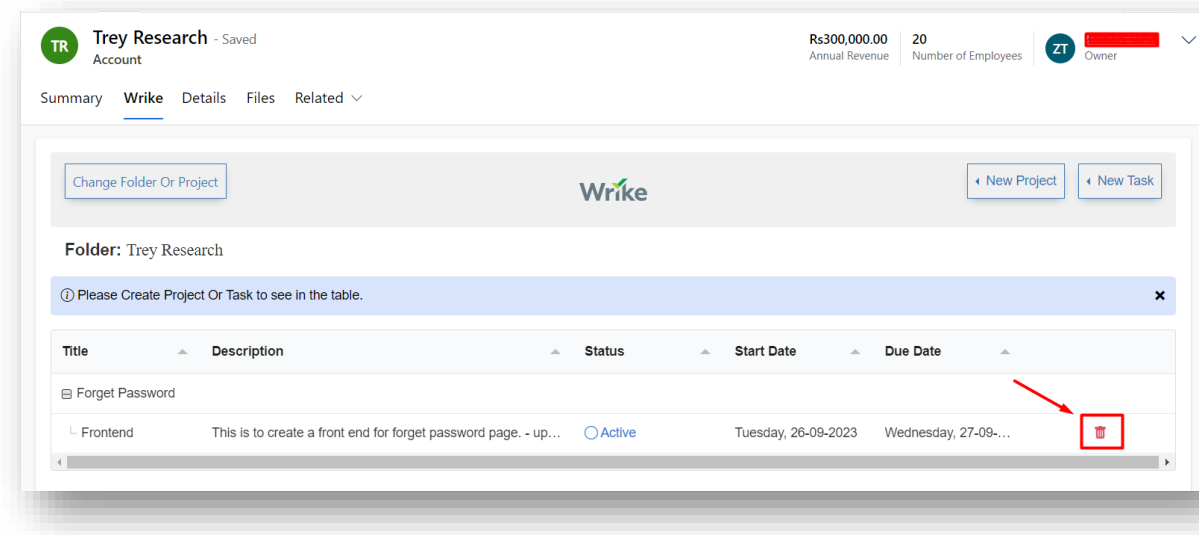 TR
Trey Research - Saved
Account
Rs300,000.00
Annual Revenue
20
Number of Employees
ZT
Owner
Summary Wrike Details Files Related
Change Folder Or Project
Wrike
New Project
New Task
Folder: Trey Research
Please Create Project Or Task to see in the table.
Title Description Status Start Date Due Date
Forget Password
Frontend This is to create a front end for forget password page. - up... Active Tuesday, 26-09-2023 Wednesday, 27-09-...